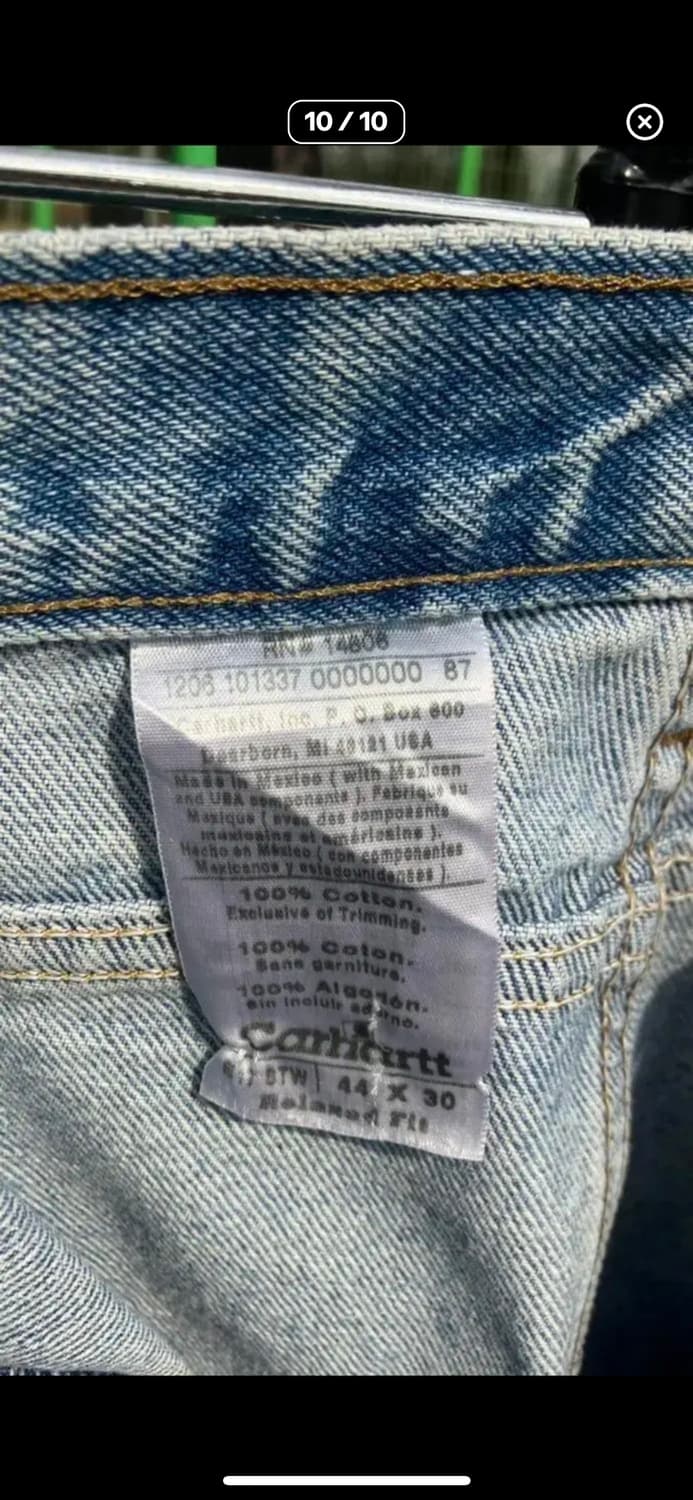 10 / 10
RN# 14806
1206 101337 0000000 87
Carhartt, Inc. P. O. Box 600
Dearborn, MI 48121 USA
Made in Mexico ( with Mexican
and USA components ). Fabrique au
Mexique ( avec des composants
mexicains et américains ).
Hecho en México ( con componentes
Mexicanos y estadounidenses ).
100% Cotton.
Exclusive of Trimming.
100% Coton.
Sans garniture.
100% Algodón.
Sin incluir adorno.
Carhartt
STW 44 X 30
Relaxed Fit